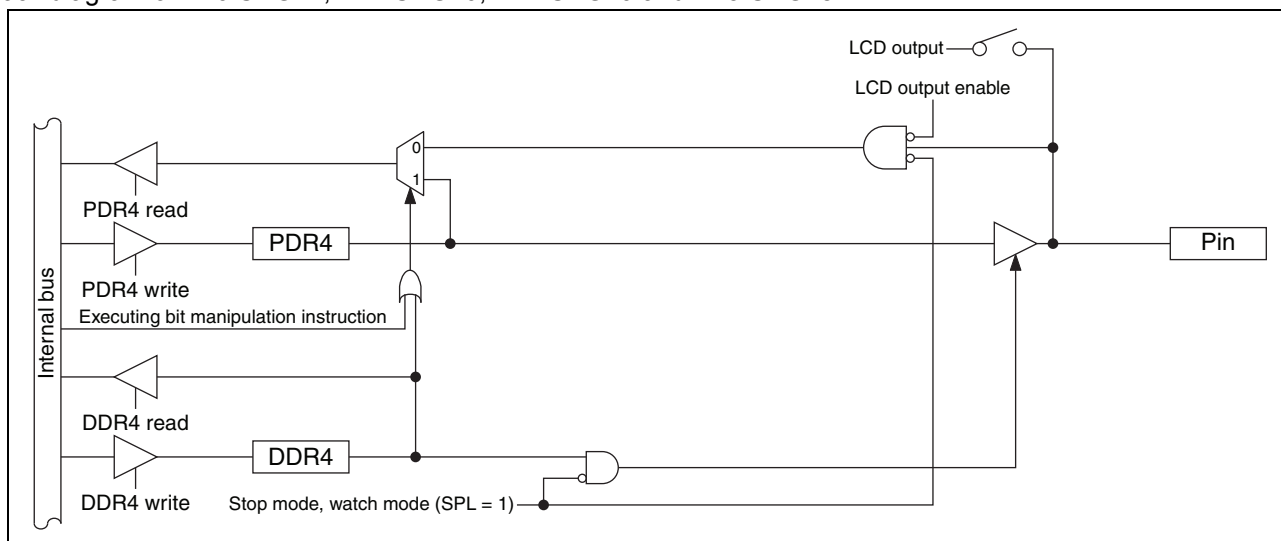 LCD output
LCD output enable
0
1
PDR4 read
PDR4
Pin
PDR4 write
Executing bit manipulation instruction
Internal bus
DDR4 read
DDR4
DDR4 write
Stop mode, watch mode (SPL = 1)